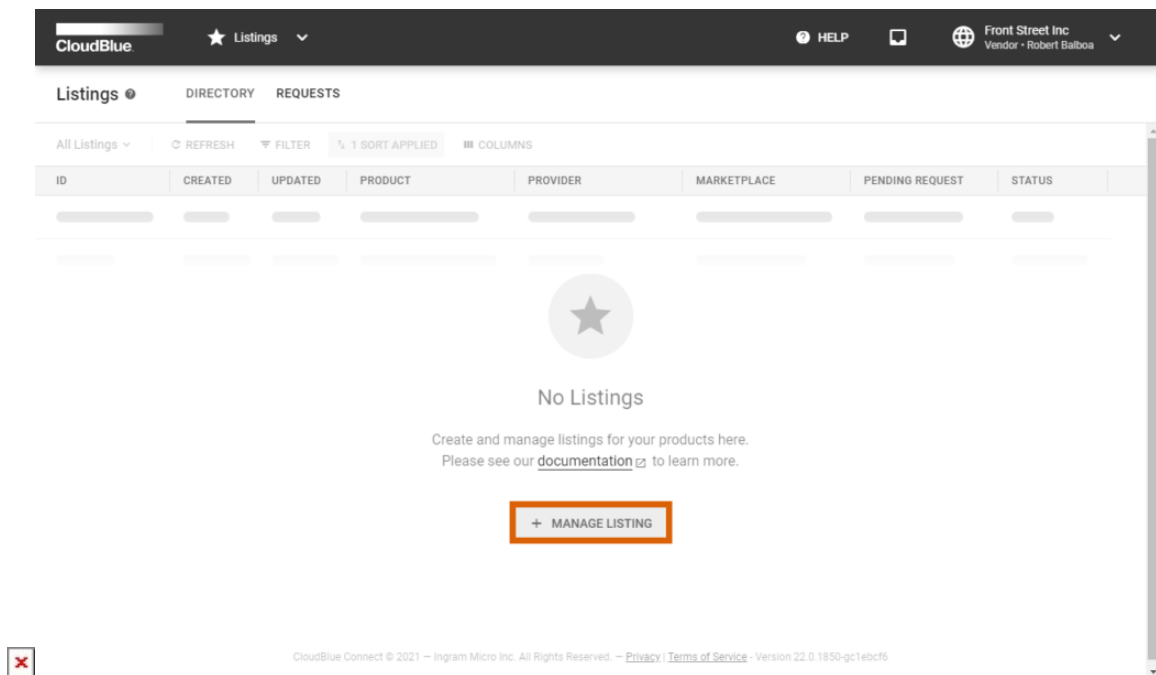 CloudBlue. Listings HELP Front Street Inc
Vendor • Robert Balboa
Listings DIRECTORY REQUESTS
All Listings REFRESH FILTER 1 SORT APPLIED COLUMNS
ID CREATED UPDATED PRODUCT PROVIDER MARKETPLACE PENDING REQUEST STATUS
No Listings
Create and manage listings for your products here.
Please see our documentation to learn more.
+ MANAGE LISTING
CloudBlue Connect © 2021 — Ingram Micro Inc. All Rights Reserved. — Privacy | Terms of Service - Version 22.0.1850-gc1ebcf6